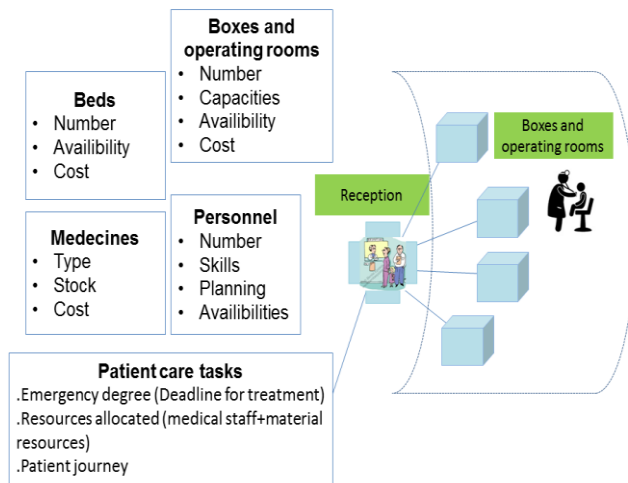 Boxes and
operating rooms
• Number
• Capacities
• Availibility
• Cost
Beds
• Number
• Availibility
• Cost
Boxes and
operating rooms
Reception
Medecines
• Type
• Stock
• Cost
Personnel
• Number
• Skills
• Planning
• Availibilities
Patient care tasks
.Emergency degree (Deadline for treatment)
.Resources allocated (medical staff+material
resources)
.Patient journey